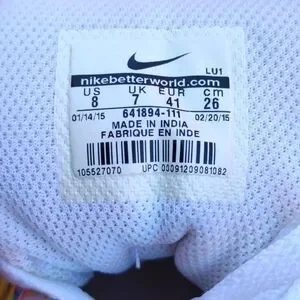 LU1
nikebetterworld.com
US UK EUR cm
8 7 41 26
01/14/15 641894-111 02/20/15
MADE IN INDIA
FABRIQUE EN INDE
105527070 UPC 00091209081082